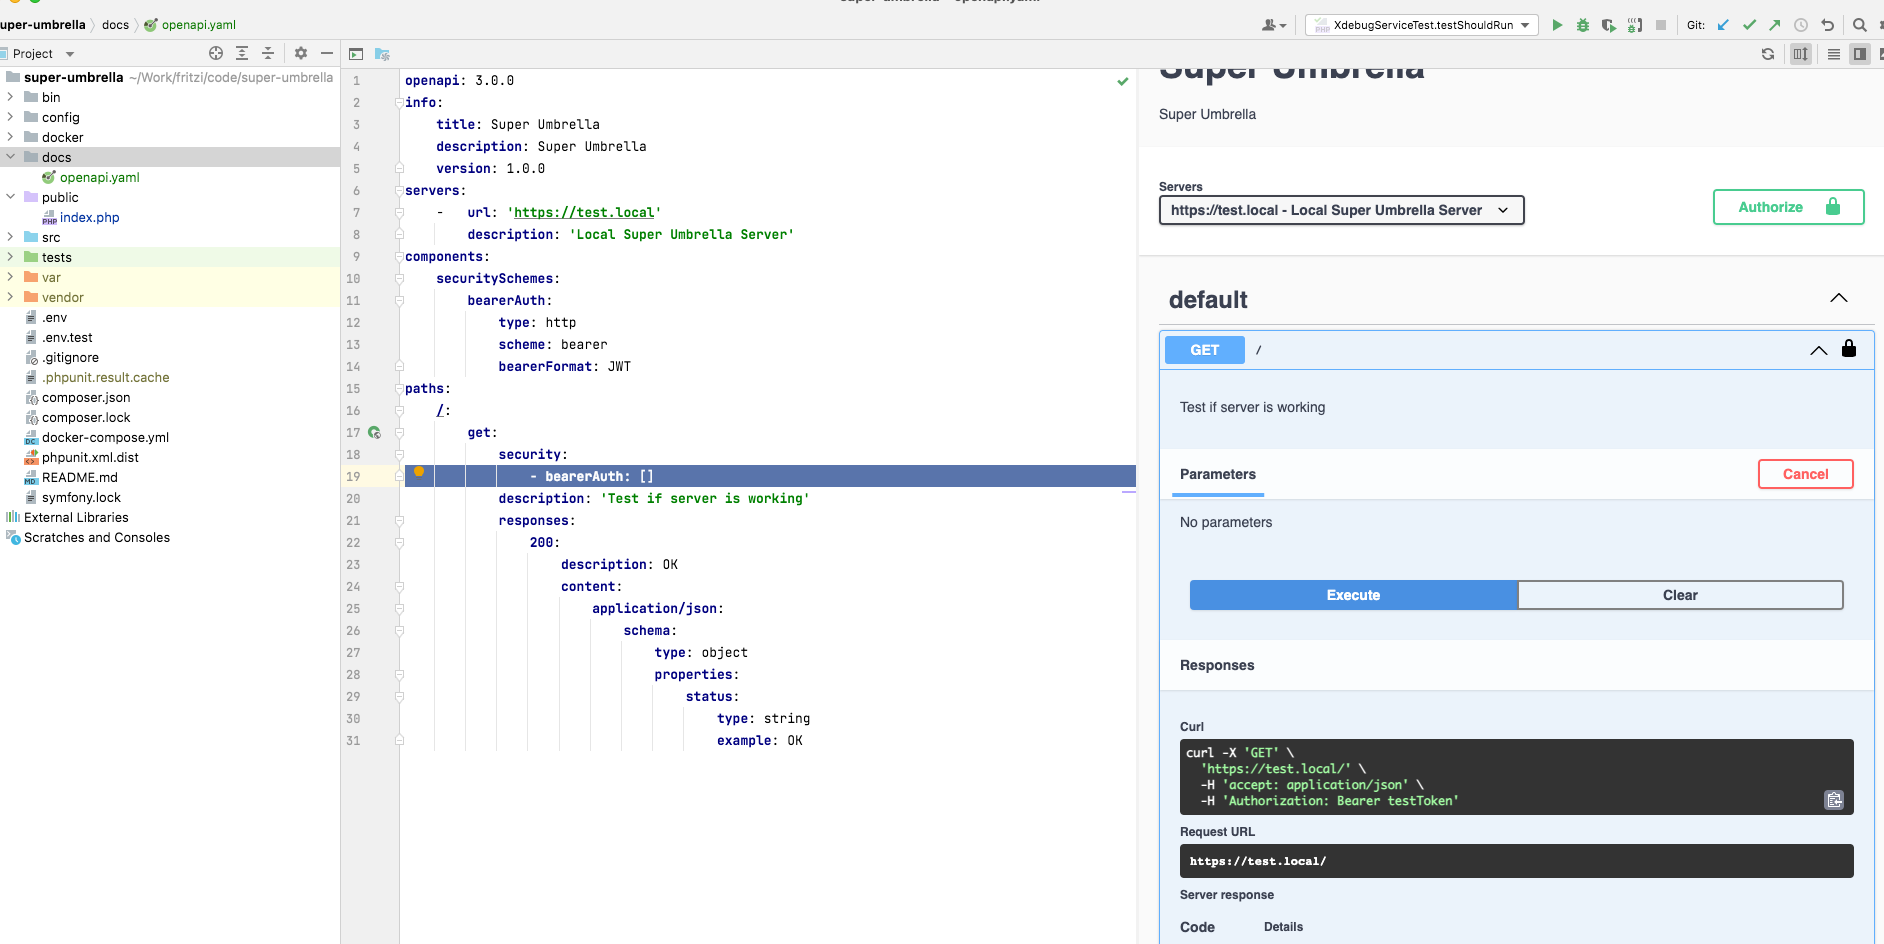 super-umbrella – openapi.yaml
uper-umbrella docs openapi.yaml
XdebugServiceTest.testShouldRun
Git:
Project
super-umbrella ~/Work/fritzi/code/super-umbrella
bin
config
docker
docs
openapi.yaml
public
index.php
src
tests
var
vendor
.env
.env.test
.gitignore
.phpunit.result.cache
composer.json
composer.lock
docker-compose.yml
phpunit.xml.dist
README.md
symfony.lock
External Libraries
Scratches and Consoles
1 openapi: 3.0.0
2 info:
3 title: Super Umbrella
4 description: Super Umbrella
5 version: 1.0.0
6 servers:
7 - url: 'https://test.local'
8 description: 'Local Super Umbrella Server'
9 components:
10 securitySchemes:
11 bearerAuth:
12 type: http
13 scheme: bearer
14 bearerFormat: JWT
15 paths:
16 /:
17 get:
18 security:
19 - bearerAuth: []
20 description: 'Test if server is working'
21 responses:
22 200:
23 description: OK
24 content:
25 application/json:
26 schema:
27 type: object
28 properties:
29 status:
30 type: string
31 example: OK
Super Umbrella
Super Umbrella
Servers
https://test.local - Local Super Umbrella Server
Authorize
default
GET /
Test if server is working
Parameters
Cancel
No parameters
Execute
Clear
Responses
Curl
curl -X 'GET' \
'https://test.local/' \
-H 'accept: application/json' \
-H 'Authorization: Bearer testToken'
Request URL
https://test.local/
Server response
Code Details